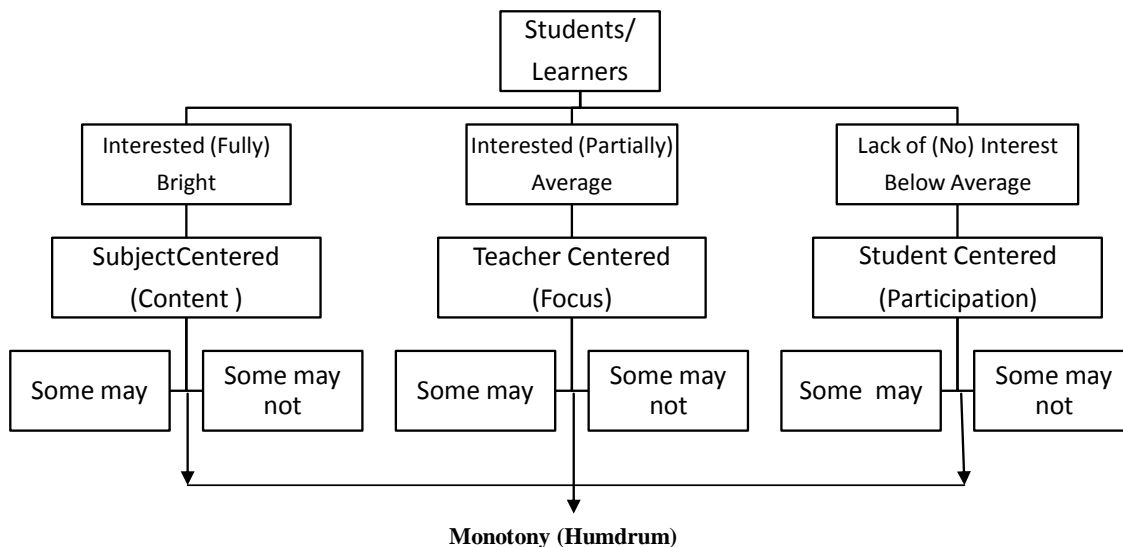 Students/
Learners
Interested (Fully)
Bright
Interested (Partially)
Average
Lack of (No) Interest
Below Average
SubjectCentered
(Content )
Teacher Centered
(Focus)
Student Centered
(Participation)
Some may
Some may
not
Some may
Some may
not
Some  may
Some may
not
Monotony (Humdrum)